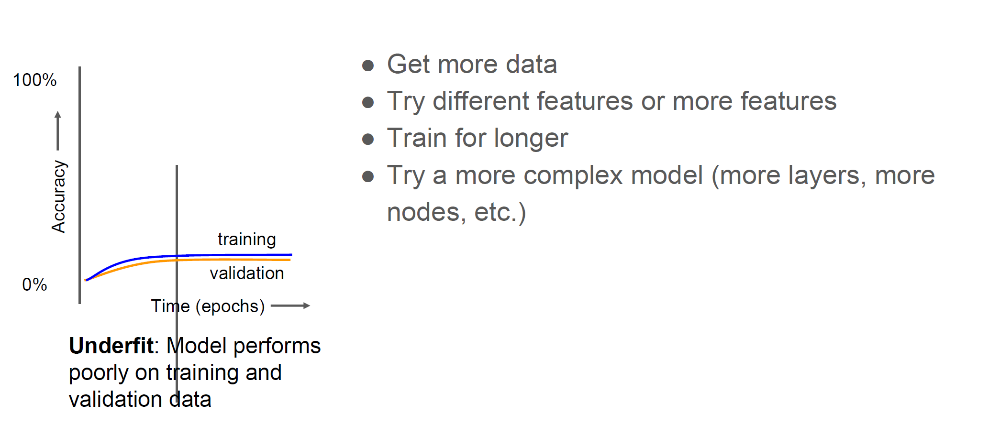 100%
Accuracy
0%
training
validation
Time (epochs)
Underfit: Model performs
poorly on training and
validation data
● Get more data
● Try different features or more features
● Train for longer
● Try a more complex model (more layers, more
nodes, etc.)